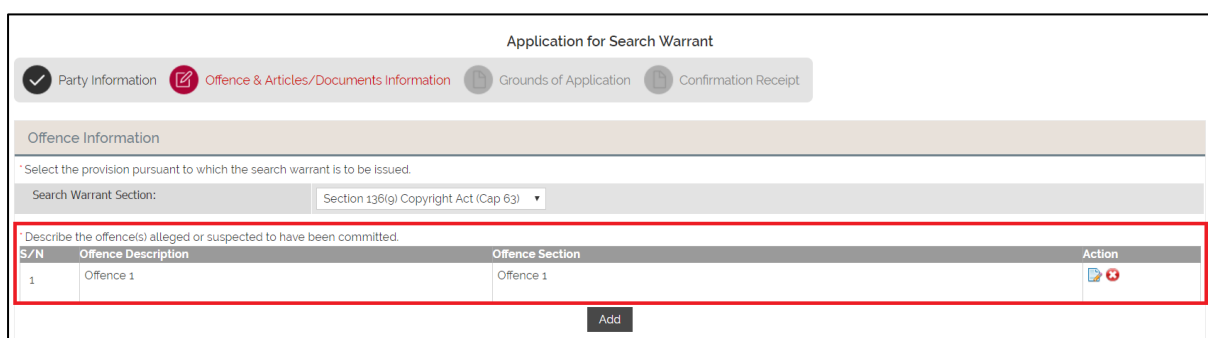 Application for Search Warrant
Party Information Offence & Articles/Documents Information Grounds of Application Confirmation Receipt
Offence Information
* Select the provision pursuant to which the search warrant is to be issued.
Search Warrant Section: Section 136(9) Copyright Act (Cap 63)
* Describe the offence(s) alleged or suspected to have been committed.
S/N Offence Description Offence Section Action
1 Offence 1 Offence 1
Add